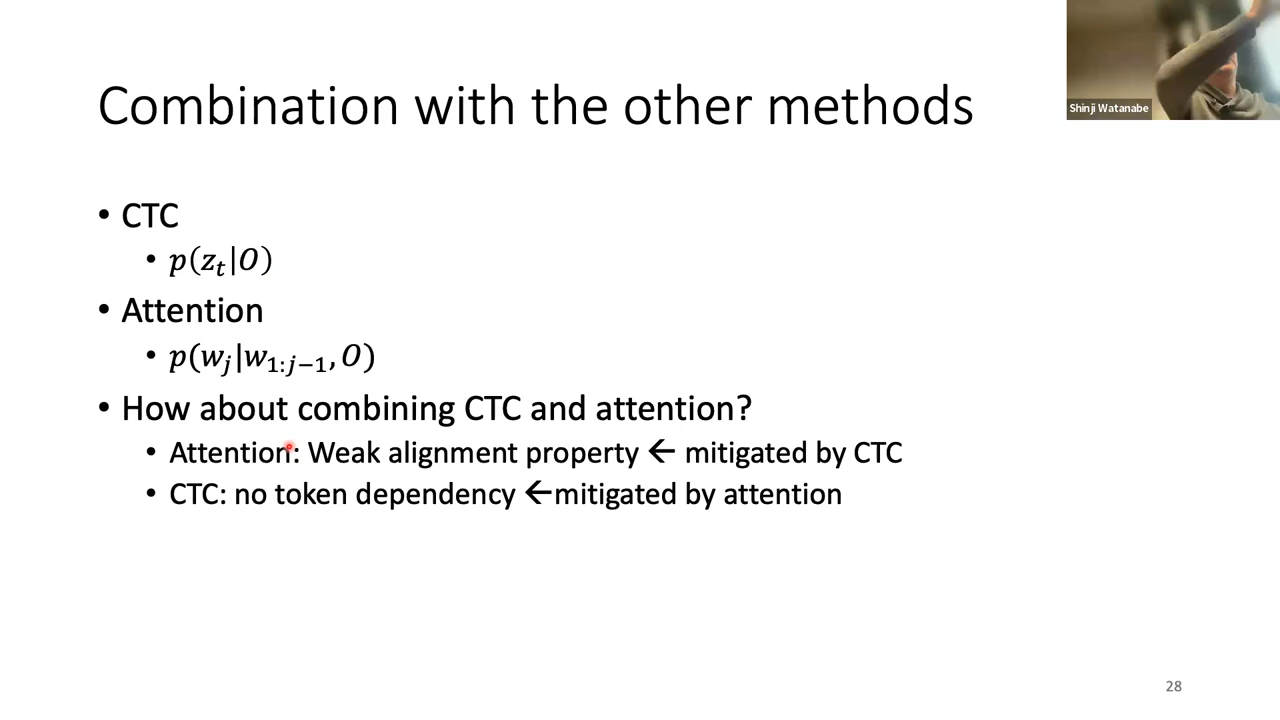 Combination with the other methods
Shinji Watanabe
• CTC
• p(z_t|O)
• Attention
• p(w_j|w_{1:j−1}, O)
• How about combining CTC and attention?
• Attention: Weak alignment property ← mitigated by CTC
• CTC: no token dependency ←mitigated by attention
28